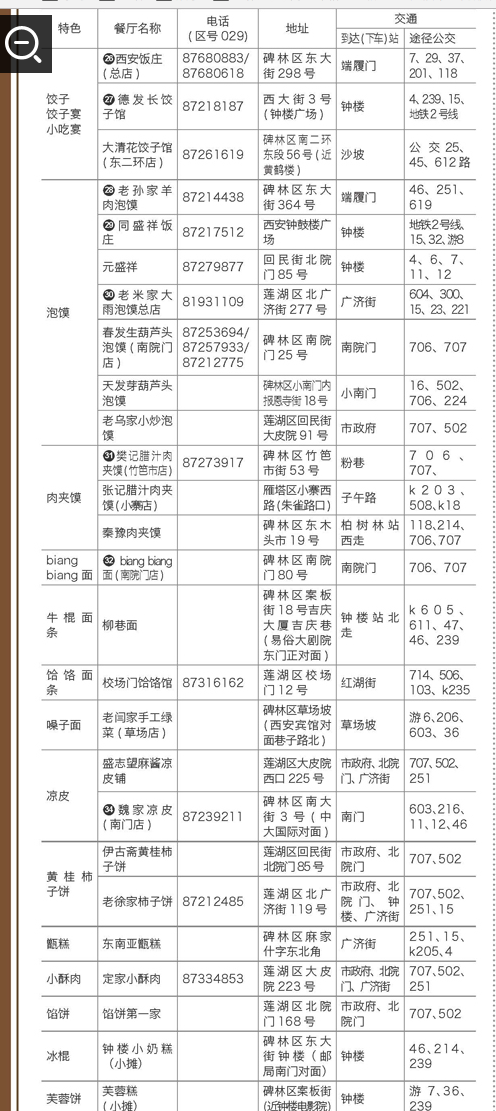 特色
餐厅名称
电话
(区号 029)
地址
交通
到达(下车)站
途径公交
饺子
饺子宴
小吃宴
㉖西安饭庄
(总店)
87680883/
87680618
碑林区东大
街 298 号
端履门
7、29、37、
201、118
㉗德发长饺
子馆
87218187
西大街 3 号
(钟楼广场)
钟楼
4、239、15、
地铁 2 号线
大清花饺子馆
(东二环店)
87261619
碑林区南二环
东段 56 号(近
黄鹤楼)
沙坡
公交 25、
45、612 路
泡馍
㉘老孙家羊
肉泡馍
87214438
碑林区东大
街 364 号
端履门
46、251、
619
㉙同盛祥饭
庄
87217512
西安钟鼓楼广
场
钟楼
地铁2号线、
15、32、游8
元盛祥
87279877
回民街北院
门 85 号
钟楼
4、6、7、
11、12
㉚老米家大
雨泡馍总店
81931109
莲湖区北广
济街 277 号
广济街
604、300、
15、23、221
春发生葫芦头
泡馍(南院门
店)
87253694/
87257933/
87212775
碑林区南院
门 25 号
南院门
706、707
天发芽葫芦头
泡馍
碑林区小南门内
报恩寺街 18 号
小南门
16、502、
706、224
老乌家小炒泡
馍
莲湖区回民街
大皮院 91 号
市政府
707、502
肉夹馍
㉛樊记腊汁肉
夹馍(竹笆市店)
87273917
碑林区竹笆
市街 53 号
粉巷
706、
707、
张记腊汁肉夹
馍(小寨店)
雁塔区小寨西
路(朱雀路口)
子午路
k203、
508、k18
秦豫肉夹馍
碑林区东木
头市 19 号
柏树林站
西走
118、214、
706、707
biang
biang 面
㉜ biang biang
面(南院门店)
碑林区南院
门 80 号
南院门
706、707
牛棍面
条
柳巷面
碑林区案板
街 18 号吉庆
大厦吉庆巷
(易俗大剧院
东门正对面)
钟楼站北
走
k605、
611、47、
46、239
饸饹面
条
校场门饸饹馆
87316162
莲湖区校场
门 12 号
红湖街
714、506、
103、k235
嗓子面
老闫家手工绿
菜(草场店)
碑林区草场坡
(西安宾馆对
面巷子路北)
草场坡
游 6、206、
603、36
凉皮
盛志望麻酱凉
皮铺
莲湖区大皮院
西口 225 号
市政府、北院
门、广济街
707、502、
251
㉞魏家凉皮
(南门店)
87239211
碑林区南大
街 3 号(中
大国际对面)
南门
603、216、
11、12、46
黄桂柿
子饼
伊古斋黄桂柿
子饼
莲湖区回民街
北院门 85 号
市政府、北
院门
707、502
老徐家柿子饼
87212485
莲湖区北广
济街 119 号
市政府、北
院门、钟
楼、广济街
707、502、
251、15
甑糕
东南亚甑糕
碑林区麻家
什字东北角
广济街
251、15、
k205、4
小酥肉
定家小酥肉
87334853
莲湖区大皮
院 223 号
市政府、北院
门、广济街
707、502、
251
馅饼
馅饼第一家
莲湖区北院
门 168 号
市政府、北
院门
707、502
冰棍
钟楼小奶糕
(小摊)
碑林区东大
街钟楼(邮
局南门对面)
钟楼
46、214、
239
芙蓉饼
芙蓉糕
(小摊)
碑林区案板街
(近钟楼电影院)
钟楼
游 7、36、
239